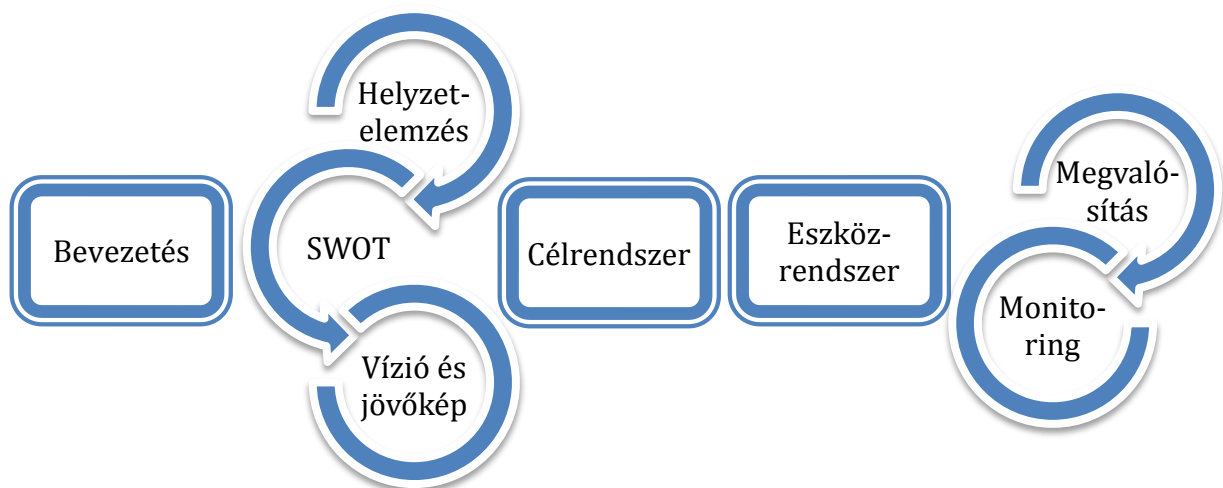 Bevezetés
Helyzet-
elemzés
SWOT
Vízió és
jövőkép
Célrendszer
Eszköz-
rendszer
Megvaló-
sítás
Monito-
ring